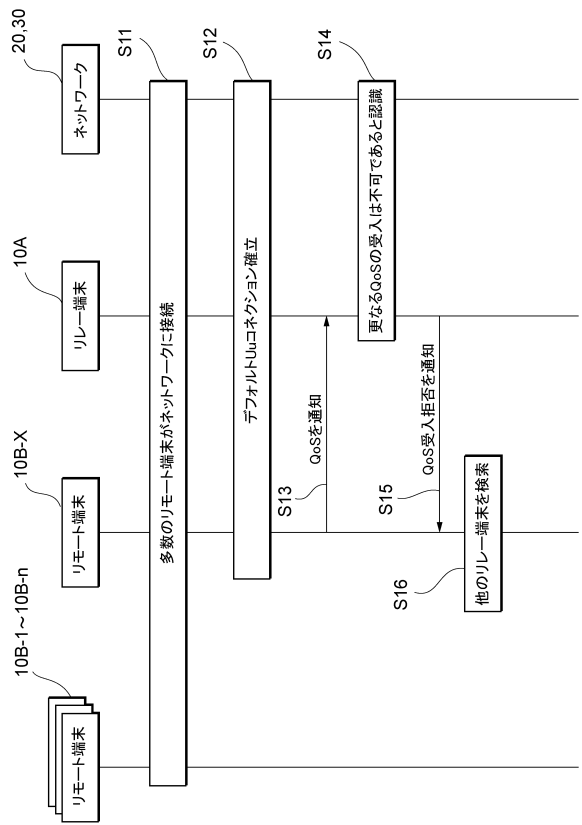 10B-1～10B-n
リモート端末
10B-X
リモート端末
10A
リレー端末
20,30
ネットワーク
S11
多数のリモート端末がネットワークに接続
S12
デフォルトUuコネクション確立
S13
QoSを通知
S14
更なるQoSの受入は不可であると認識
S15
QoS受入拒否を通知
S16
他のリレー端末を検索